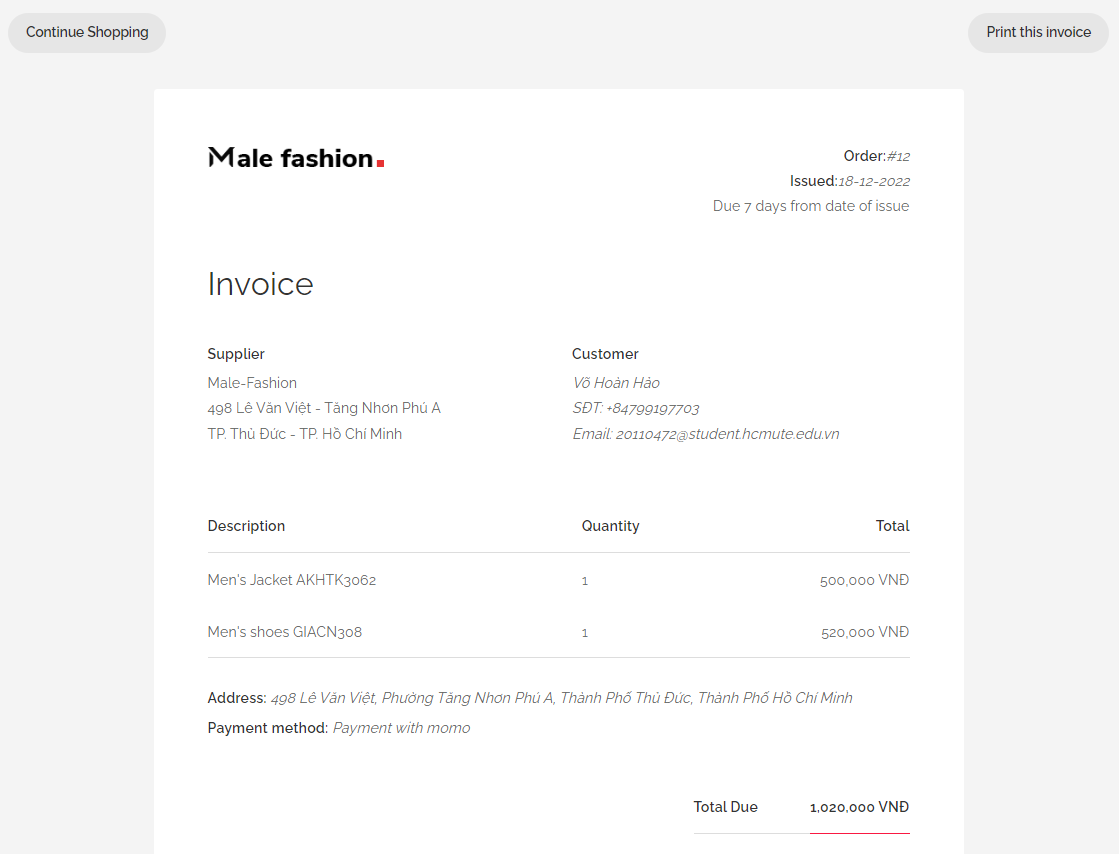 Continue Shopping
Print this invoice
Male fashion.
Order:#12
Issued:18-12-2022
Due 7 days from date of issue
Invoice
Supplier
Customer
Male-Fashion
Võ Hoàn Hảo
498 Lê Văn Việt - Tăng Nhơn Phú A
SĐT: +84799197703
TP. Thủ Đức - TP. Hồ Chí Minh
Email: 20110472@student.hcmute.edu.vn
Description Quantity Total
Men's Jacket AKHTK3062 1 500,000 VNĐ
Men's shoes GIACN308 1 520,000 VNĐ
Address: 498 Lê Văn Việt, Phường Tăng Nhơn Phú A, Thành Phố Thủ Đức, Thành Phố Hồ Chí Minh
Payment method: Payment with momo
Total Due 1,020,000 VNĐ